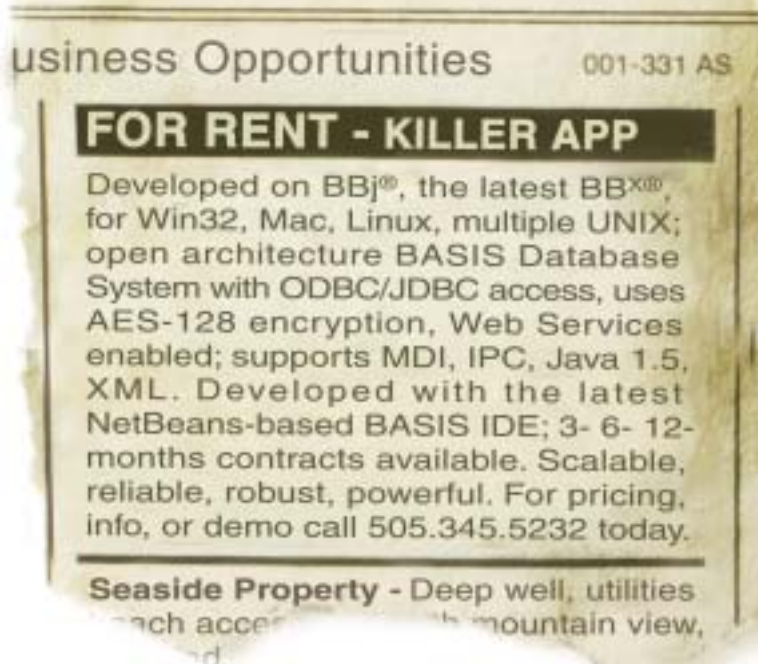 usiness Opportunities 001-331 AS
FOR RENT - KILLER APP
Developed on BBj®, the latest BBX®,
for Win32, Mac, Linux, multiple UNIX;
open architecture BASIS Database
System with ODBC/JDBC access, uses
AES-128 encryption, Web Services
enabled; supports MDI, IPC, Java 1.5,
XML. Developed with the latest
NetBeans-based BASIS IDE; 3- 6- 12-
months contracts available. Scalable,
reliable, robust, powerful. For pricing,
info, or demo call 505.345.5232 today.
Seaside Property - Deep well, utilities
mountain view,